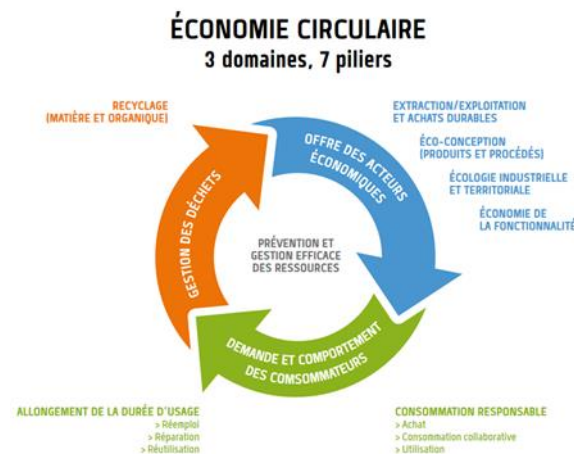 ÉCONOMIE CIRCULAIRE
3 domaines, 7 piliers
RECYCLAGE
(MATIÈRE ET ORGANIQUE)
EXTRACTION/EXPLOITATION
ET ACHATS DURABLES
ÉCO-CONCEPTION
(PRODUITS ET PROCÉDÉS)
ÉCOLOGIE INDUSTRIELLE
ET TERRITORIALE
ÉCONOMIE DE
LA FONCTIONNALITÉ
OFFRE DES ACTEURS
ÉCONOMIQUES
GESTION DES DÉCHETS
PRÉVENTION ET
GESTION EFFICACE
DES RESSOURCES
DEMANDE ET COMPORTEMENT
DES COMSOMMATEURS
ALLONGEMENT DE LA DURÉE D'USAGE
> Réemploi
> Réparation
> Réutilisation
CONSOMMATION RESPONSABLE
> Achat
> Consommation collaborative
> Utilisation